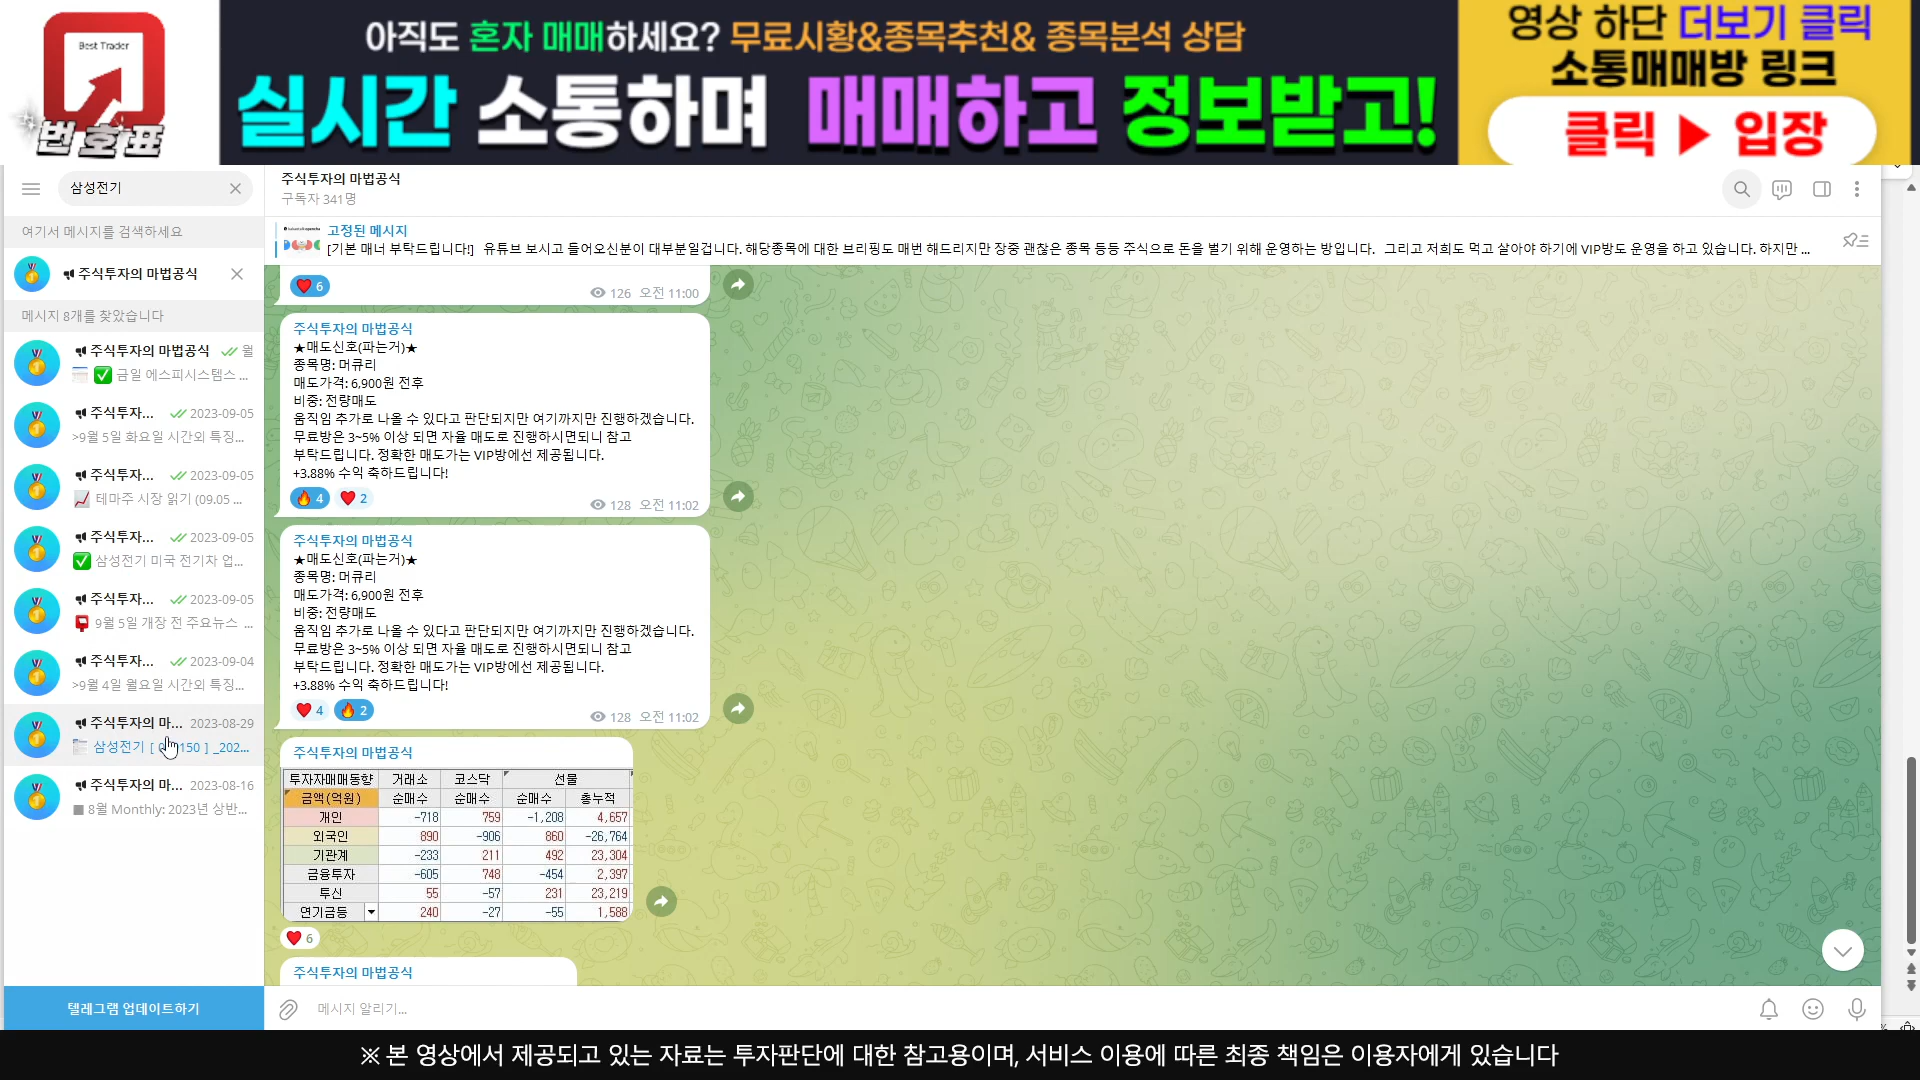 Best Trader
번호표
아직도 혼자 매매하세요? 무료시황&종목추천& 종목분석 상담
실시간 소통하며 매매하고 정보받고!
영상 하단 더보기 클릭
소통매매방 링크
클릭 ▶ 입장
삼성전기
여기서 메시지를 검색하세요
주식투자의 마법공식
메시지 8개를 찾았습니다
주식투자의 마법공식 월
✅ 금일 에스피시스템스 ...
주식투자... 2023-09-05
>9월 5일 화요일 시간외 특징...
주식투자... 2023-09-05
테마주 시장 읽기 (09.05 ...
주식투자... 2023-09-05
✅ 삼성전기 미국 전기차 업...
주식투자... 2023-09-05
9월 5일 개장 전 주요뉴스 ...
주식투자... 2023-09-04
>9월 4일 월요일 시간외 특징...
주식투자의 마... 2023-08-29
삼성전기 [ 150 ] _202...
주식투자의 마... 2023-08-16
■ 8월 Monthly: 2023년 상반...
텔레그램 업데이트하기
주식투자의 마법공식
구독자 341명
고정된 메시지
[기본 매너 부탁드립니다!] 유튜브 보시고 들어오신분이 대부분일겁니다. 해당종목에 대한 브리핑도 매번 해드리지만 장중 괜찮은 종목 등등 주식으로 돈을 벌기 위해 운영하는 방입니다. 그리고 저희도 먹고 살아야 하기에 VIP방도 운영을 하고 있습니다. 하지만 ...
❤ 6 126 오전 11:00
주식투자의 마법공식
★매도신호(파는거)★
종목명: 머큐리
매도가격: 6,900원 전후
비중: 전량매도
움직임 추가로 나올 수 있다고 판단되지만 여기까지만 진행하겠습니다.
무료방은 3~5% 이상 되면 자율 매도로 진행하시면되니 참고
부탁드립니다. 정확한 매도가는 VIP방에선 제공됩니다.
+3.88% 수익 축하드립니다!
🔥 4 ❤ 2 128 오전 11:02
주식투자의 마법공식
★매도신호(파는거)★
종목명: 머큐리
매도가격: 6,900원 전후
비중: 전량매도
움직임 추가로 나올 수 있다고 판단되지만 여기까지만 진행하겠습니다.
무료방은 3~5% 이상 되면 자율 매도로 진행하시면되니 참고
부탁드립니다. 정확한 매도가는 VIP방에선 제공됩니다.
+3.88% 수익 축하드립니다!
❤ 4 🔥 2 128 오전 11:02
주식투자의 마법공식
투자자매매동향 거래소 코스닥 선물
금액(억원) 순매수 순매수 순매수 총누적
개인 -718 759 -1,208 4,657
외국인 890 -906 860 -26,764
기관계 -233 211 492 23,304
금융투자 -605 748 -454 2,397
투신 55 -57 231 23,219
연기금등 240 -27 -55 1,588
❤ 6
주식투자의 마법공식
메시지 알리기...
※ 본 영상에서 제공되고 있는 자료는 투자판단에 대한 참고용이며, 서비스 이용에 따른 최종 책임은 이용자에게 있습니다